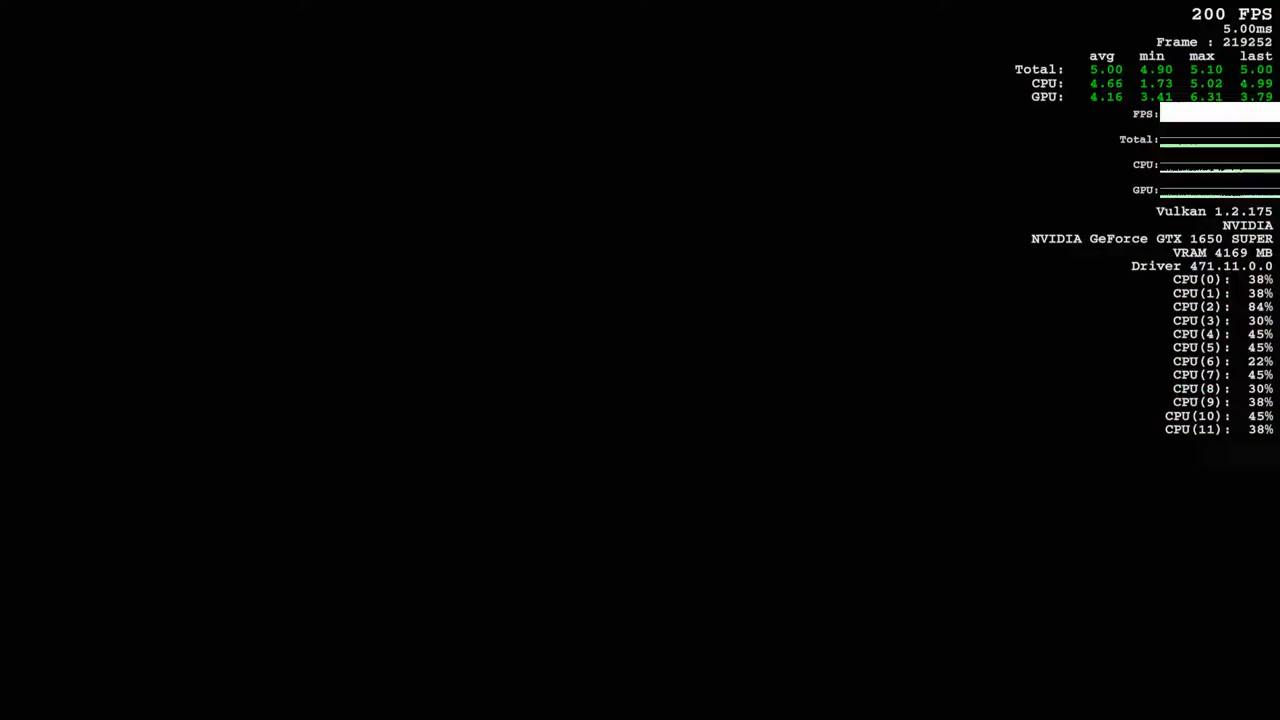 200 FPS
5.00ms
Frame : 219252
avg min max last
Total: 5.00 4.90 5.10 5.00
CPU: 4.66 1.73 5.02 4.99
GPU: 4.16 3.41 6.31 3.79
FPS:
Total:
CPU:
GPU:
Vulkan 1.2.175
NVIDIA
NVIDIA GeForce GTX 1650 SUPER
VRAM 4169 MB
Driver 471.11.0.0
CPU(0): 38%
CPU(1): 38%
CPU(2): 84%
CPU(3): 30%
CPU(4): 45%
CPU(5): 45%
CPU(6): 22%
CPU(7): 45%
CPU(8): 30%
CPU(9): 38%
CPU(10): 45%
CPU(11): 38%